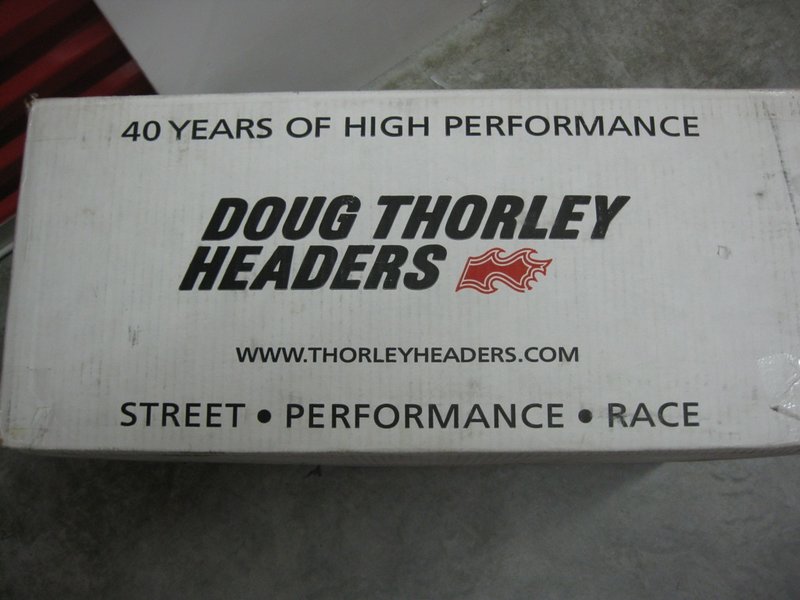 40 YEARS OF HIGH PERFORMANCE
DOUG THORLEY
HEADERS
WWW.THORLEYHEADERS.COM
STREET • PERFORMANCE • RACE